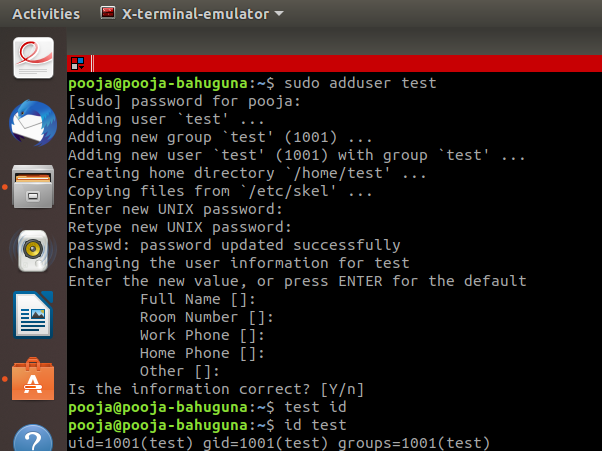 Activities X-terminal-emulator
pooja@pooja-bahuguna:~$ sudo adduser test
[sudo] password for pooja:
Adding user `test' ...
Adding new group `test' (1001) ...
Adding new user `test' (1001) with group `test' ...
Creating home directory `/home/test' ...
Copying files from `/etc/skel' ...
Enter new UNIX password:
Retype new UNIX password:
passwd: password updated successfully
Changing the user information for test
Enter the new value, or press ENTER for the default
Full Name []:
Room Number []:
Work Phone []:
Home Phone []:
Other []:
Is the information correct? [Y/n]
pooja@pooja-bahuguna:~$ test id
pooja@pooja-bahuguna:~$ id test
uid=1001(test) gid=1001(test) groups=1001(test)